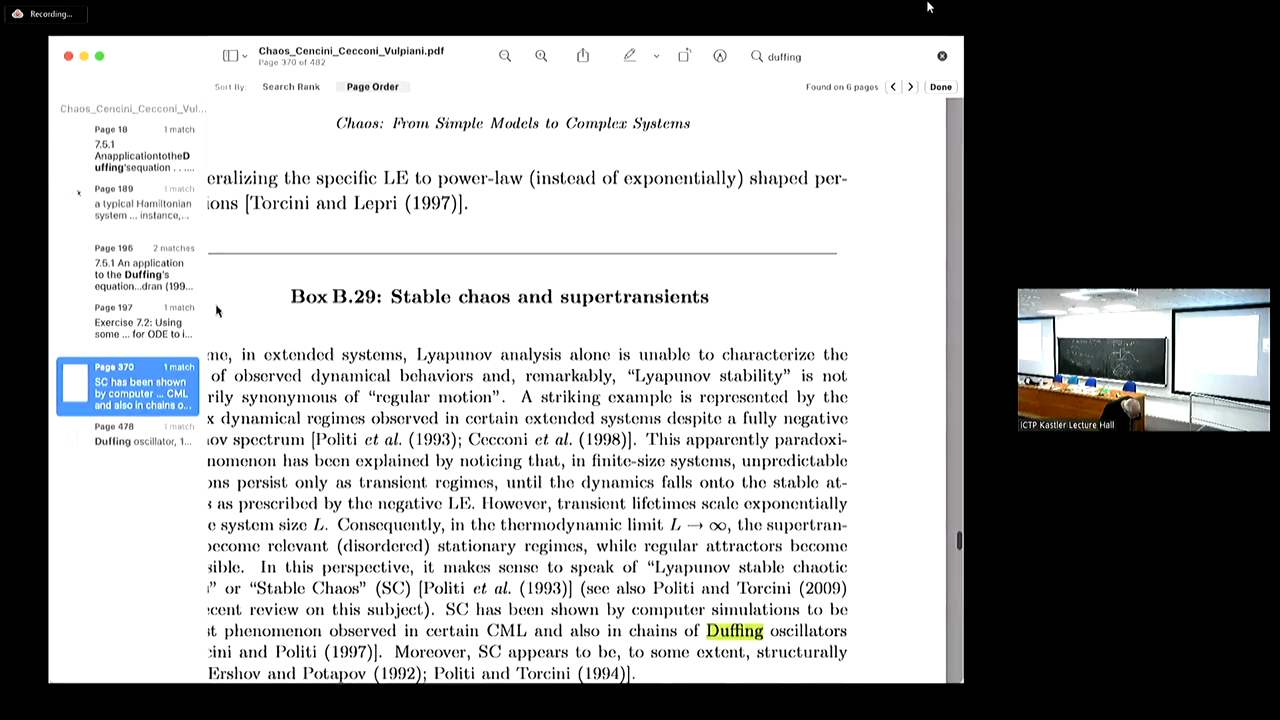 Recording...
Chaos_Cencini_Cecconi_Vulpiani.pdf
Page 370 of 482
duffing
Sort By:
Search Rank
Page Order
Found on 6 pages
Done
Chaos_Cencini_Cecconi_Vul...
Page 18 1 match
7.5.1
AnapplicationtotheD
uffing'sequation . . ....
Page 189 1 match
a typical Hamiltonian
system ... instance,...
Page 196 2 matches
7.5.1 An application
to the Duffing's
equation...dran (199...
Page 197 1 match
Exercise 7.2: Using
some ... for ODE to i...
Page 370 1 match
SC has been shown
by computer ... CML
and also in chains o...
Page 478 1 match
Duffing oscillator, 1...
Chaos: From Simple Models to Complex Systems
eralizing the specific LE to power-law (instead of exponentially) shaped per-
ions [Torcini and Lepri (1997)].
Box B.29: Stable chaos and supertransients
me, in extended systems, Lyapunov analysis alone is unable to characterize the
of observed dynamical behaviors and, remarkably, “Lyapunov stability” is not
rily synonymous of “regular motion”. A striking example is represented by the
x dynamical regimes observed in certain extended systems despite a fully negative
ov spectrum [Politi et al. (1993); Cecconi et al. (1998)]. This apparently paradoxi-
nomenon has been explained by noticing that, in finite-size systems, unpredictable
ons persist only as transient regimes, until the dynamics falls onto the stable at-
s as prescribed by the negative LE. However, transient lifetimes scale exponentially
e system size L. Consequently, in the thermodynamic limit L → ∞, the supertran-
become relevant (disordered) stationary regimes, while regular attractors become
sible. In this perspective, it makes sense to speak of “Lyapunov stable chaotic
” or “Stable Chaos” (SC) [Politi et al. (1993)] (see also Politi and Torcini (2009)
ecent review on this subject). SC has been shown by computer simulations to be
st phenomenon observed in certain CML and also in chains of Duffing oscillators
cini and Politi (1997)]. Moreover, SC appears to be, to some extent, structurally
Ershov and Potapov (1992); Politi and Torcini (1994)].
ICTP Kastler Lecture Hall